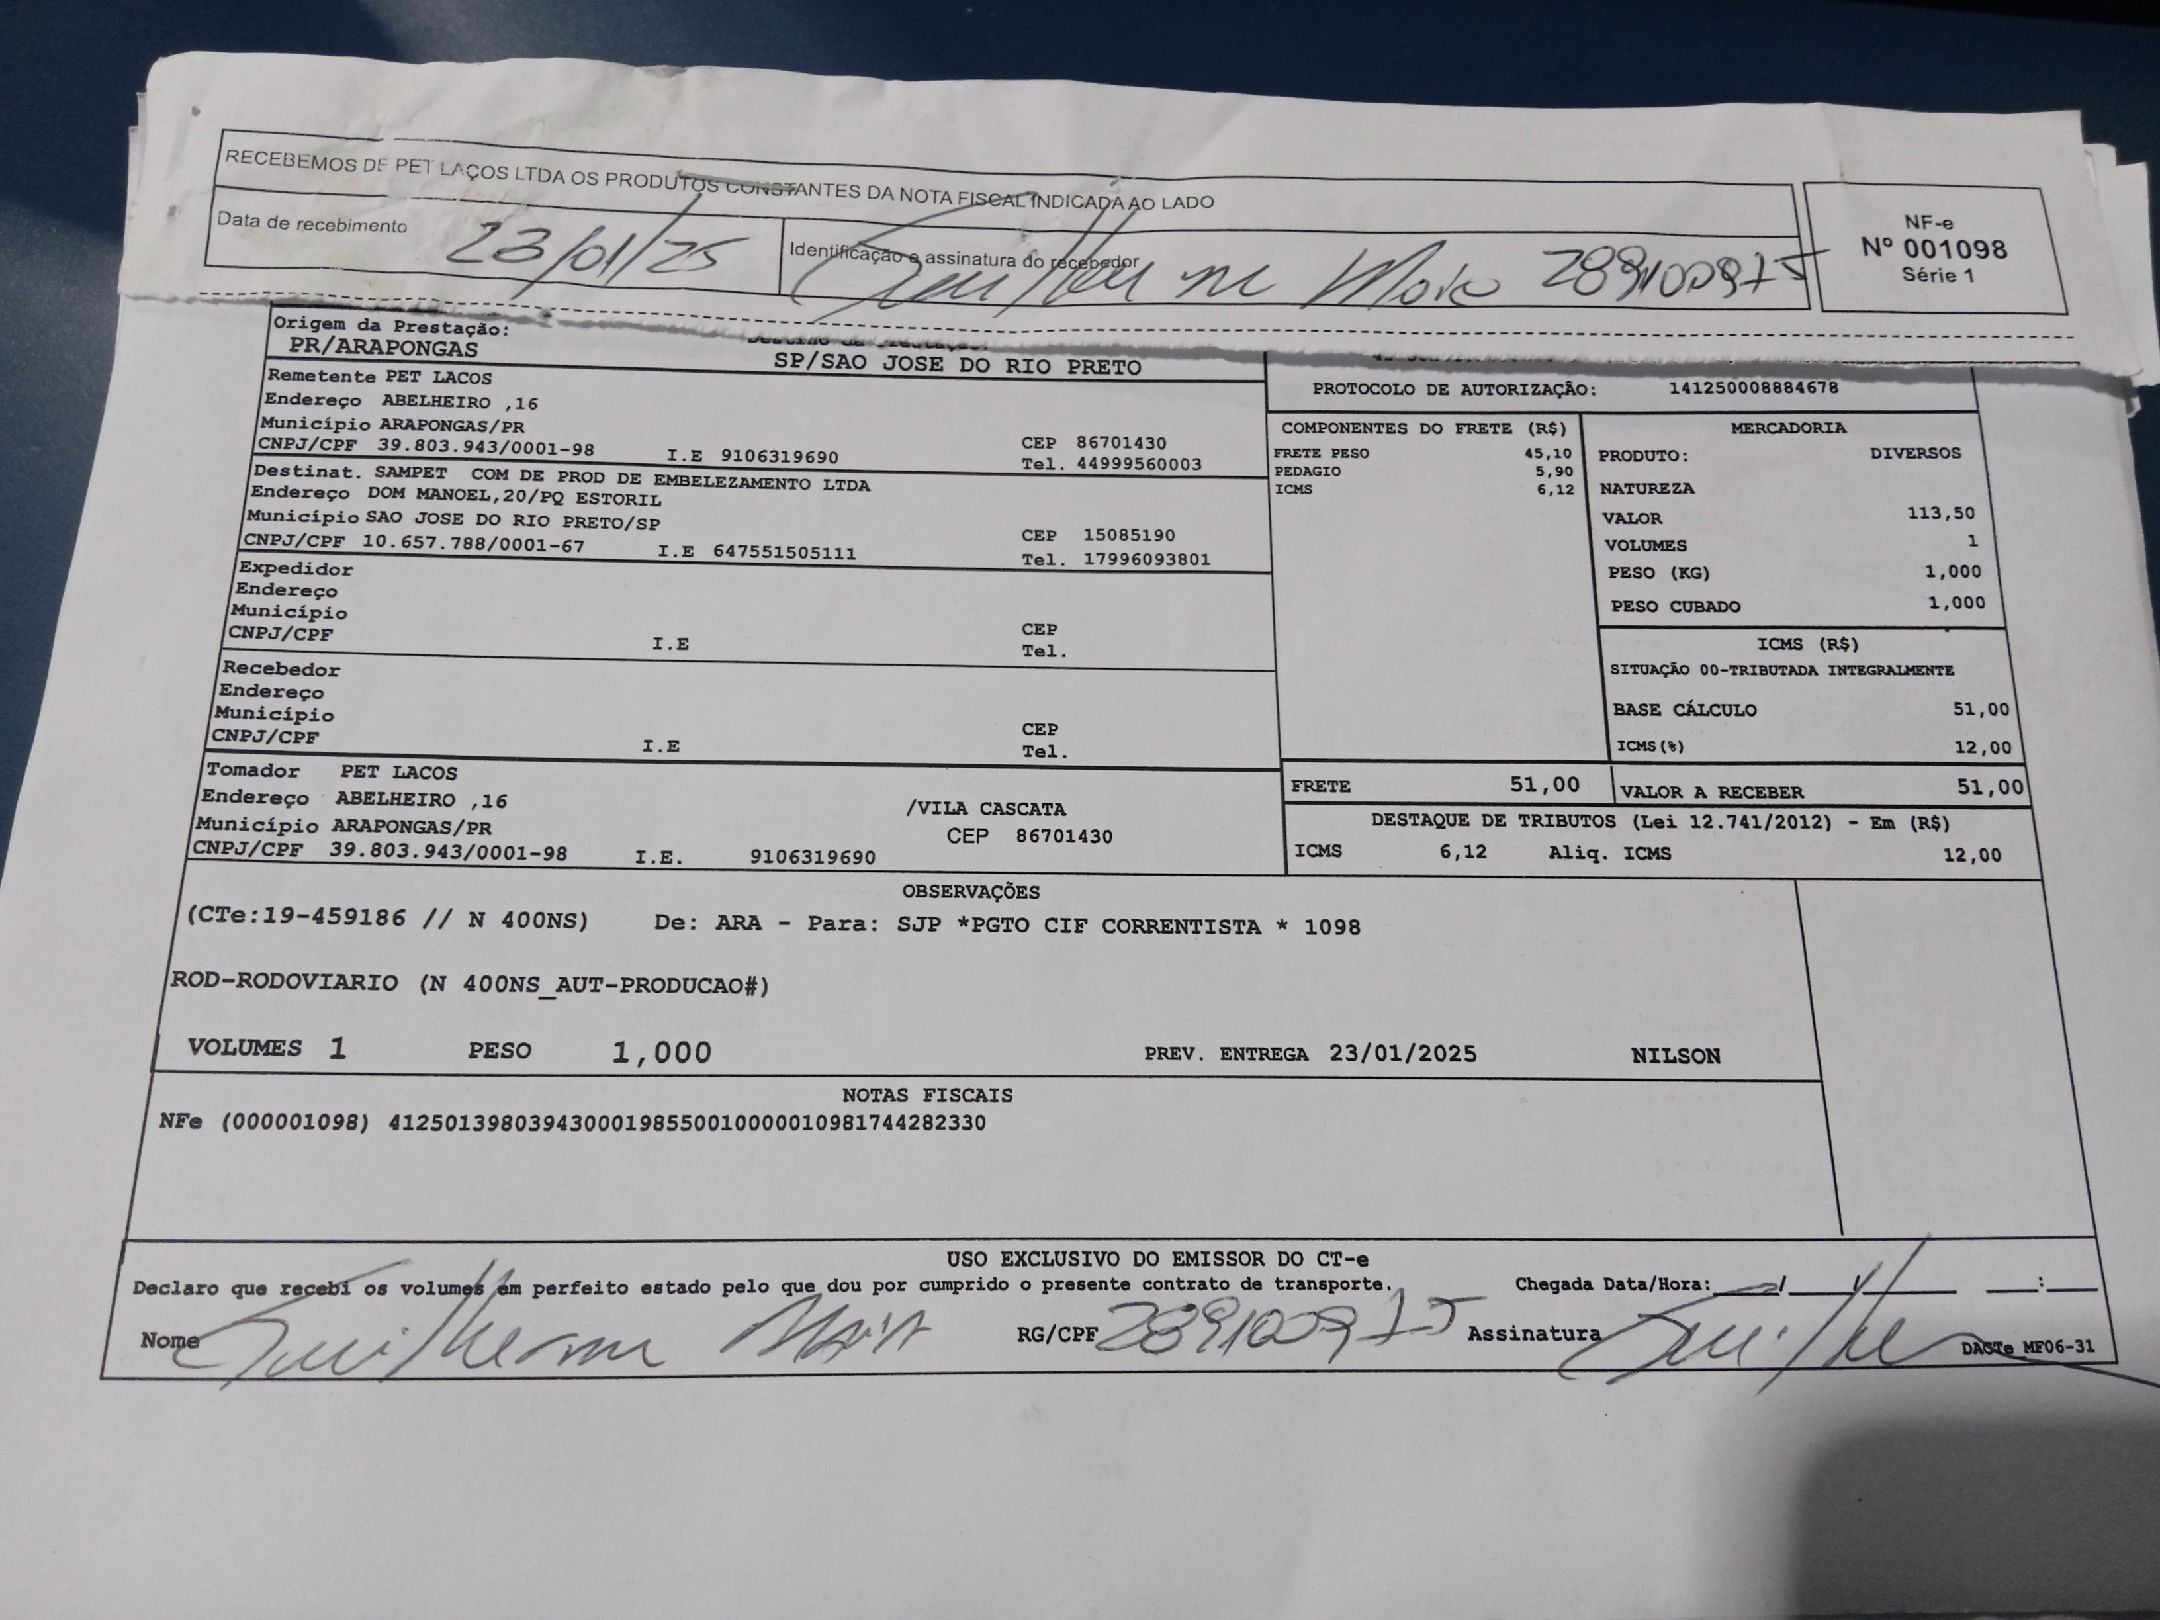 RECEBEMOS DE PET LAÇOS LTDA OS PRODUTOS CONSTANTES DA NOTA FISCAL INDICADA AO LADO
Data de recebimento 23/01/25
Identificação e assinatura do recebedor 289100975
NF-e
Nº 001098
Série 1
Origem da Prestação:
PR/ARAPONGAS
SP/SAO JOSE DO RIO PRETO
Remetente PET LACOS
Endereço ABELHEIRO ,16
Município ARAPONGAS/PR
CNPJ/CPF 39.803.943/0001-98 I.E 9106319690
CEP 86701430
Tel. 44999560003
Destinat. SAMPET COM DE PROD DE EMBELEZAMENTO LTDA
Endereço DOM MANOEL,20/PQ ESTORIL
Município SAO JOSE DO RIO PRETO/SP
CNPJ/CPF 10.657.788/0001-67 I.E 647551505111
CEP 15085190
Tel. 17996093801
Expedidor
Endereço
Município
CNPJ/CPF I.E
CEP
Tel.
Recebedor
Endereço
Município
CNPJ/CPF I.E
CEP
Tel.
Tomador PET LACOS
Endereço ABELHEIRO ,16 /VILA CASCATA
Município ARAPONGAS/PR CEP 86701430
CNPJ/CPF 39.803.943/0001-98 I.E. 9106319690
PROTOCOLO DE AUTORIZAÇÃO: 141250008884678
COMPONENTES DO FRETE (R$)
FRETE PESO 45,10
PEDAGIO 5,90
ICMS 6,12
MERCADORIA
PRODUTO: DIVERSOS
NATUREZA
VALOR 113,50
VOLUMES 1
PESO (KG) 1,000
PESO CUBADO 1,000
ICMS (R$)
SITUAÇÃO 00-TRIBUTADA INTEGRALMENTE
BASE CÁLCULO 51,00
ICMS(%) 12,00
FRETE 51,00 VALOR A RECEBER 51,00
DESTAQUE DE TRIBUTOS (Lei 12.741/2012) - Em (R$)
ICMS 6,12 Aliq. ICMS 12,00
OBSERVAÇÕES
(CTe:19-459186 // N 400NS) De: ARA - Para: SJP *PGTO CIF CORRENTISTA * 1098
ROD-RODOVIARIO (N 400NS_AUT-PRODUCAO#)
VOLUMES 1 PESO 1,000 PREV. ENTREGA 23/01/2025 NILSON
NOTAS FISCAIS
NFe (000001098) 41250139803943000198550010000010981744282330
USO EXCLUSIVO DO EMISSOR DO CT-e
Declaro que recebi os volumes em perfeito estado pelo que dou por cumprido o presente contrato de transporte. Chegada Data/Hora: / / :
Nome Guilherme Maia RG/CPF 289100975 Assinatura DACTe MF06-31